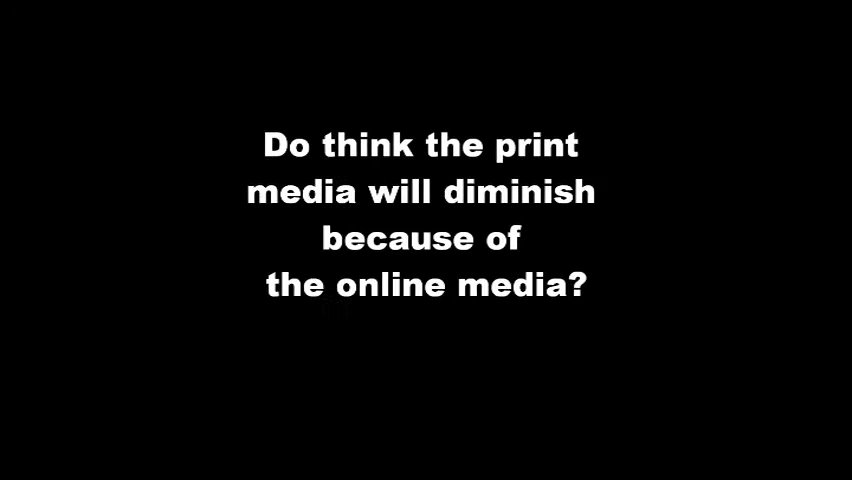 Do think the print
media will diminish
because of
the online media?